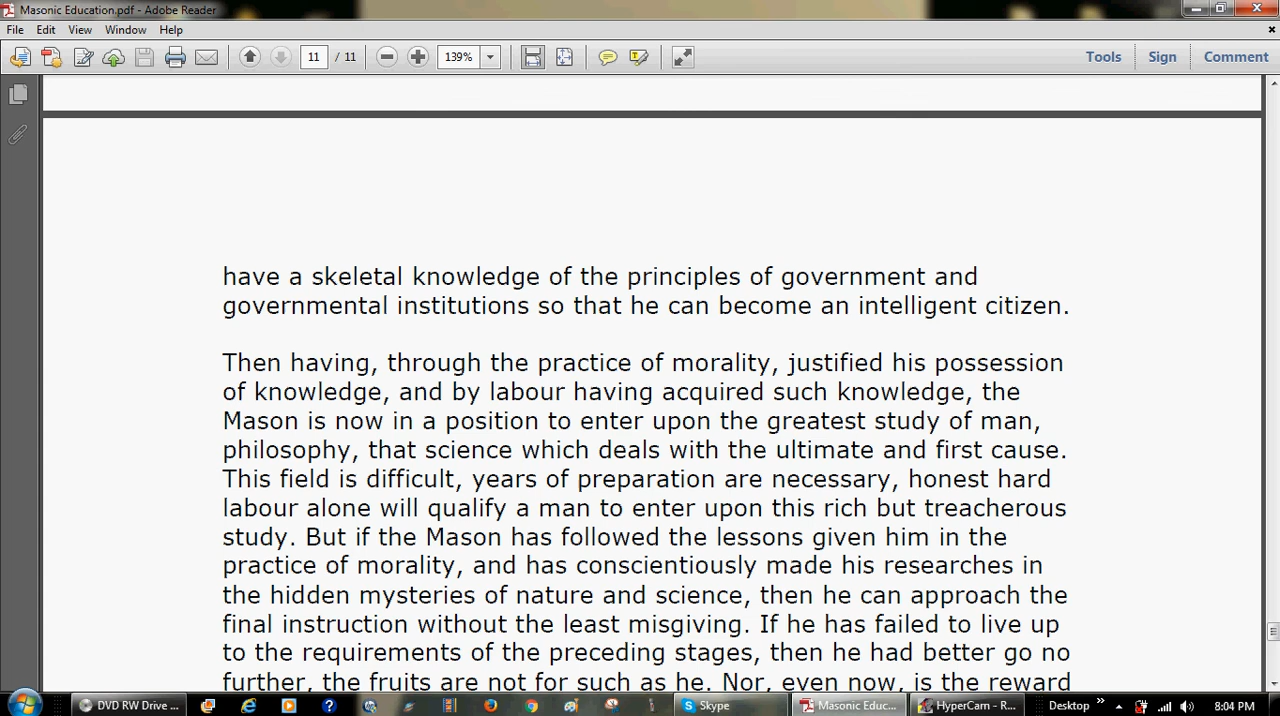 Masonic Education.pdf - Adobe Reader
File Edit View Window Help
11 / 11 139% Tools Sign Comment
have a skeletal knowledge of the principles of government and
governmental institutions so that he can become an intelligent citizen.
Then having, through the practice of morality, justified his possession
of knowledge, and by labour having acquired such knowledge, the
Mason is now in a position to enter upon the greatest study of man,
philosophy, that science which deals with the ultimate and first cause.
This field is difficult, years of preparation are necessary, honest hard
labour alone will qualify a man to enter upon this rich but treacherous
study. But if the Mason has followed the lessons given him in the
practice of morality, and has conscientiously made his researches in
the hidden mysteries of nature and science, then he can approach the
final instruction without the least misgiving. If he has failed to live up
to the requirements of the preceding stages, then he had better go no
further, the fruits are not for such as he. Nor, even now, is the reward
DVD RW Drive ... Skype Masonic Educ... HyperCam - R... Desktop 8:04 PM